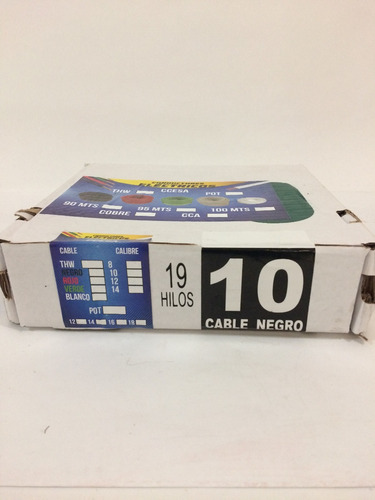 ELECTRICOS
THW CCESA POT
90 MTS 95 MTS 100 MTS
COBRE CCA
CABLE CALIBRE
THW 8
NEGRO 10
ROJO 12
VERDE 14
BLANCO
POT
12 14 16 18
19
HILOS
10
CABLE NEGRO